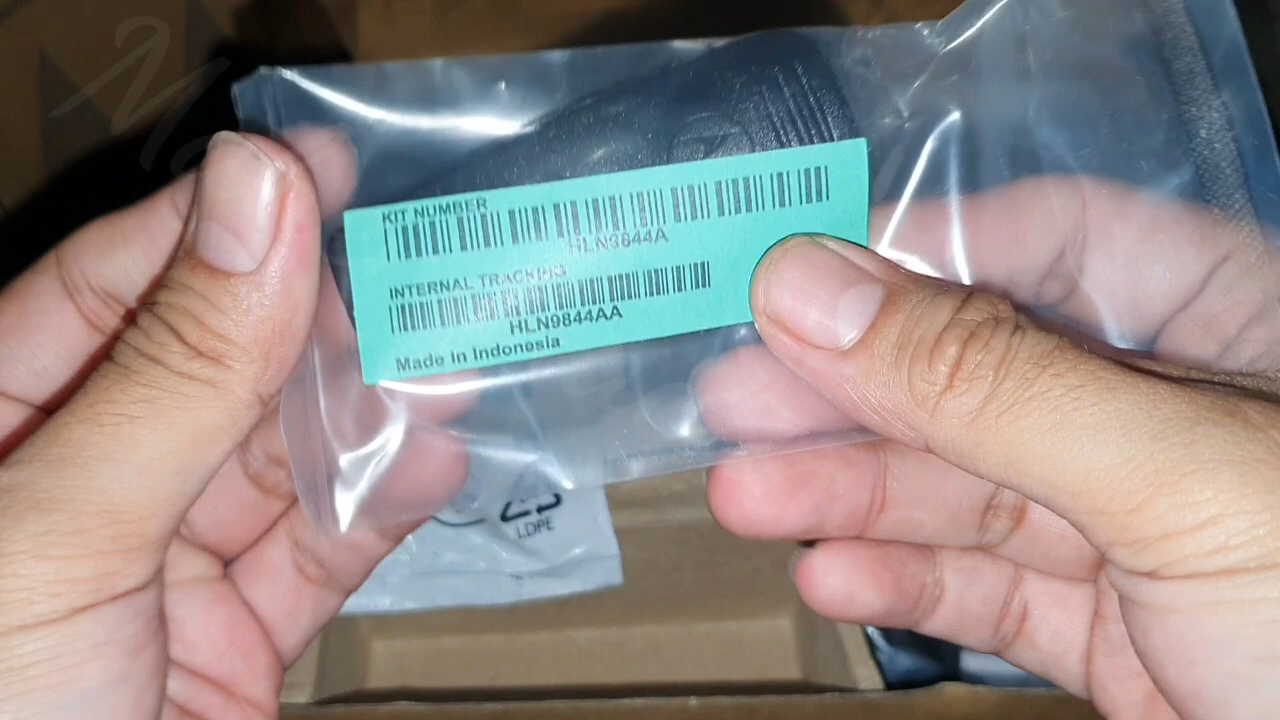 KIT NUMBER
HLN9844A
INTERNAL TRACKING
HLN9844AA
Made in Indonesia
LDPE